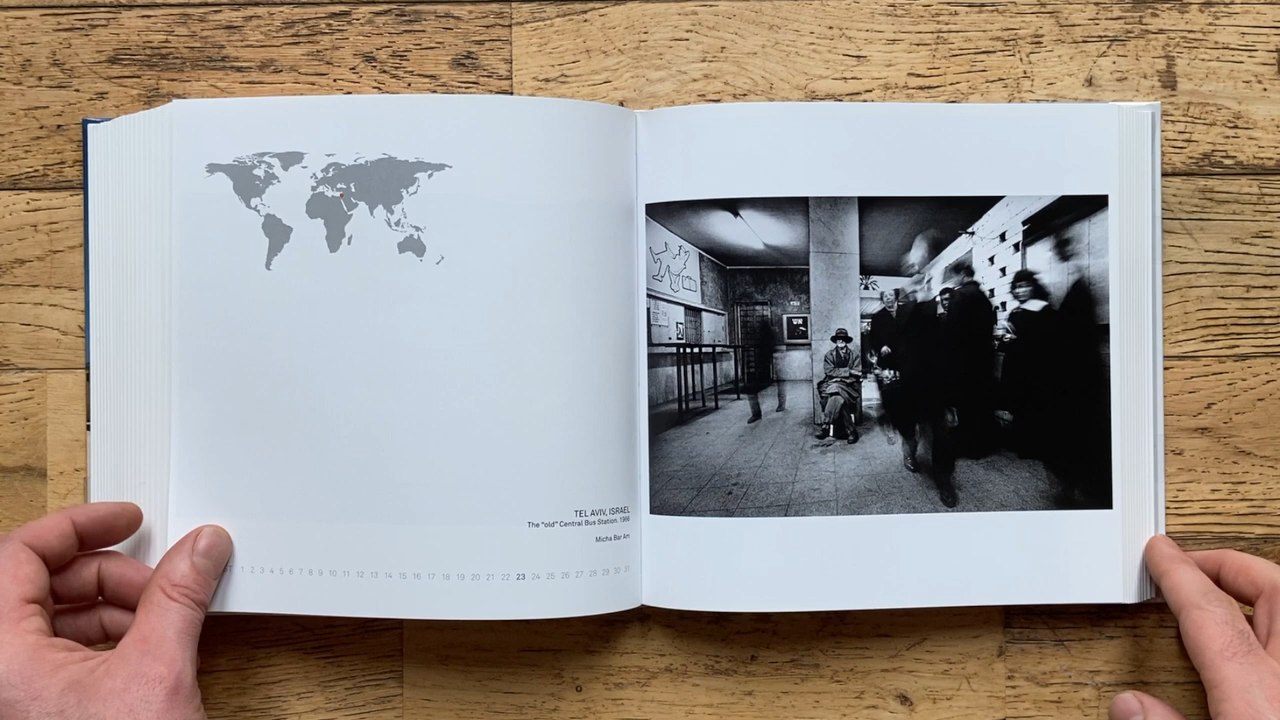 TEL AVIV, ISRAEL
The "old" Central Bus Station, 1966
Micha Bar Am
1 2 3 4 5 6 7 8 9 10 11 12 13 14 15 16 17 18 19 20 21 22 23 24 25 26 27 28 29 30 31